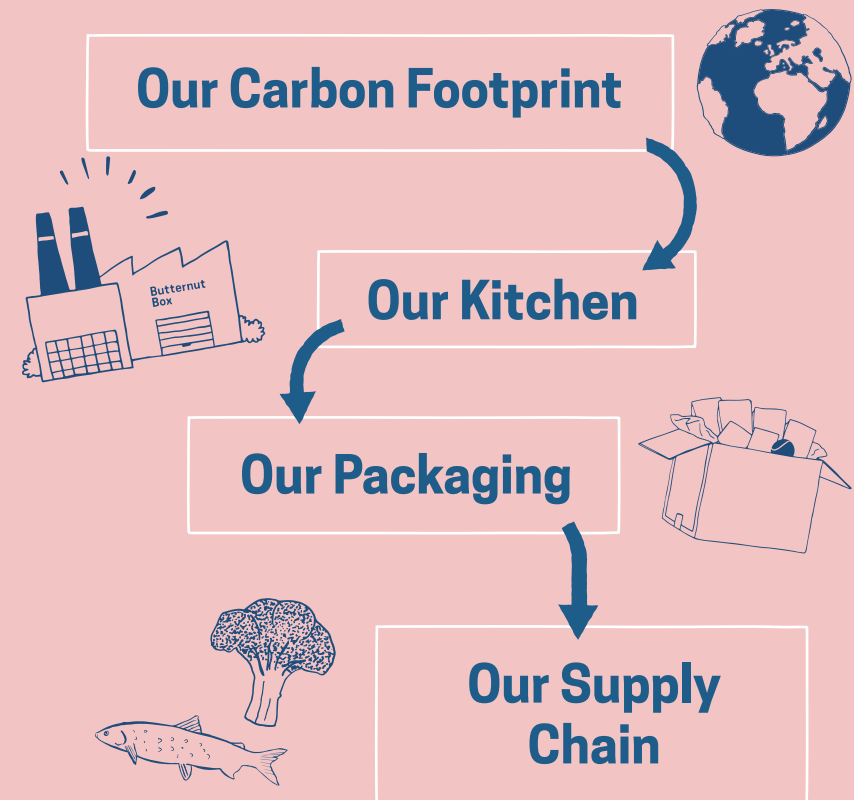 Our Carbon Footprint
Butternut
Box
Our Kitchen
Our Packaging
Our Supply
Chain